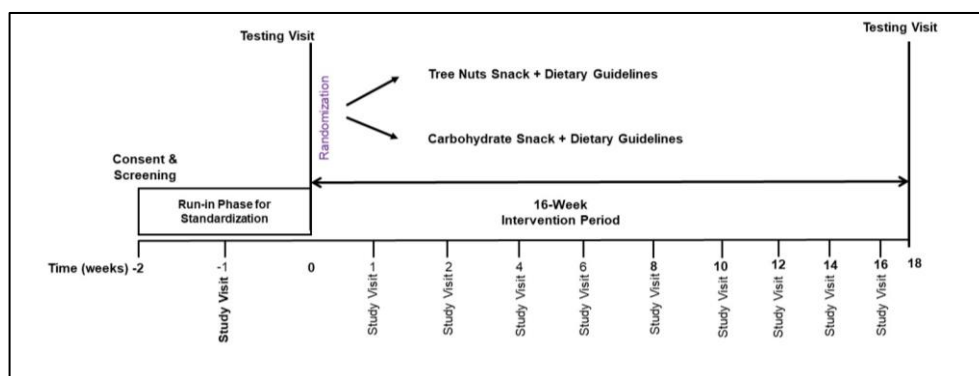 Testing Visit
Testing Visit
Randomization
Tree Nuts Snack + Dietary Guidelines
Carbohydrate Snack + Dietary Guidelines
Consent &
Screening
Run-in Phase for
Standardization
16-Week
Intervention Period
Time (weeks) -2 -1 0 1 2 4 6 8 10 12 14 16 18
Study Visit
Study Visit
Study Visit
Study Visit
Study Visit
Study Visit
Study Visit
Study Visit
Study Visit
Study Visit